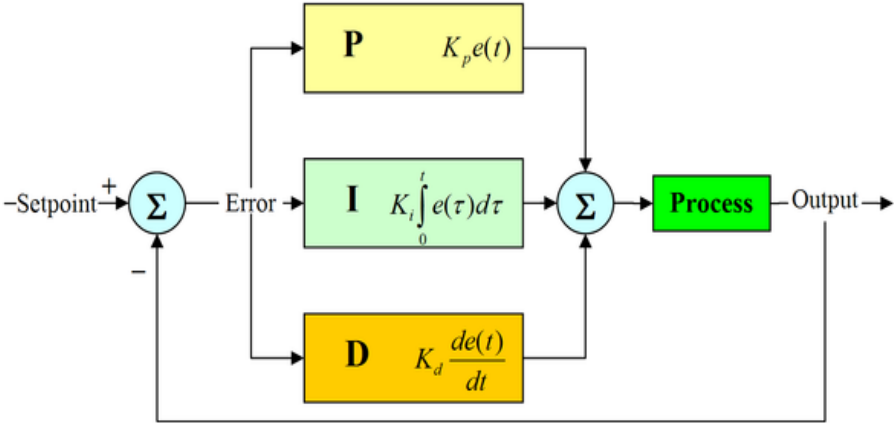 P K_p e(t)
Setpoint + Σ Error I K_i ∫_0^t e(τ)dτ Σ Process Output
−
D K_d de(t)/dt